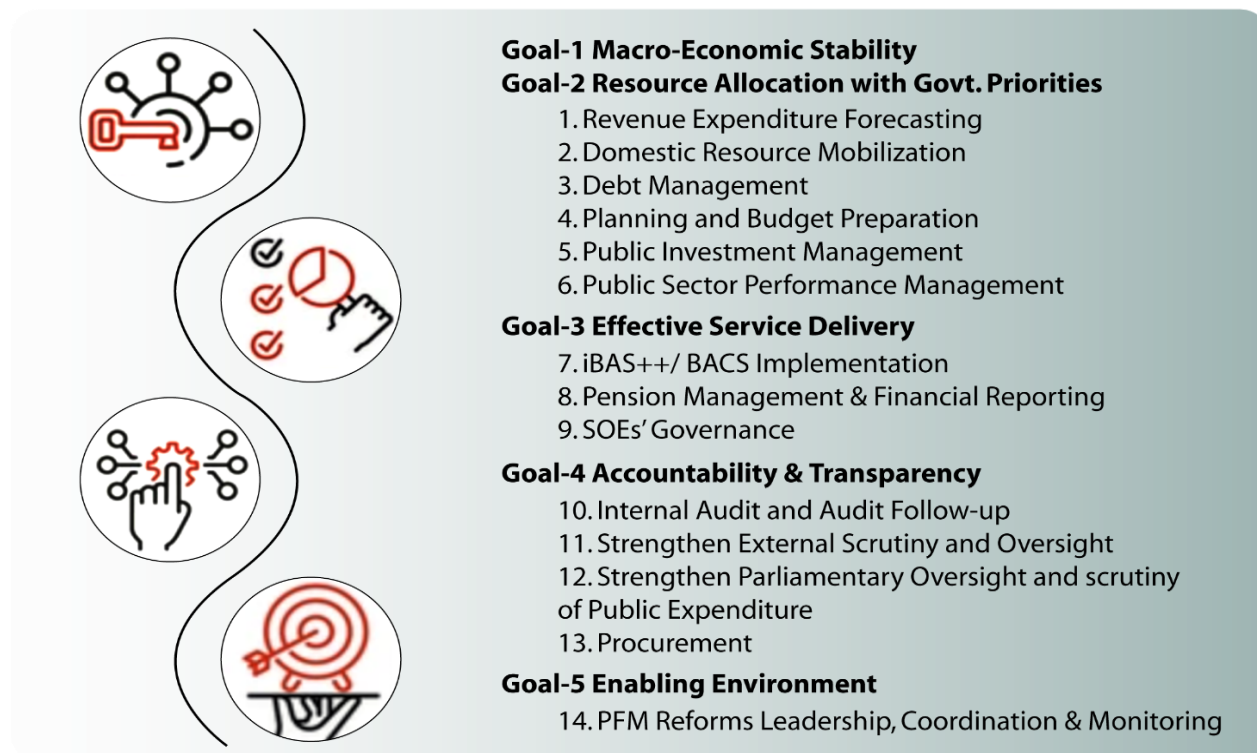 Goal-1 Macro-Economic Stability
Goal-2 Resource Allocation with Govt. Priorities
1. Revenue Expenditure Forecasting
2. Domestic Resource Mobilization
3. Debt Management
4. Planning and Budget Preparation
5. Public Investment Management
6. Public Sector Performance Management
Goal-3 Effective Service Delivery
7. iBAS++/ BACS Implementation
8. Pension Management & Financial Reporting
9. SOEs’ Governance
Goal-4 Accountability & Transparency
10. Internal Audit and Audit Follow-up
11. Strengthen External Scrutiny and Oversight
12. Strengthen Parliamentary Oversight and scrutiny
of Public Expenditure
13. Procurement
Goal-5 Enabling Environment
14. PFM Reforms Leadership, Coordination & Monitoring